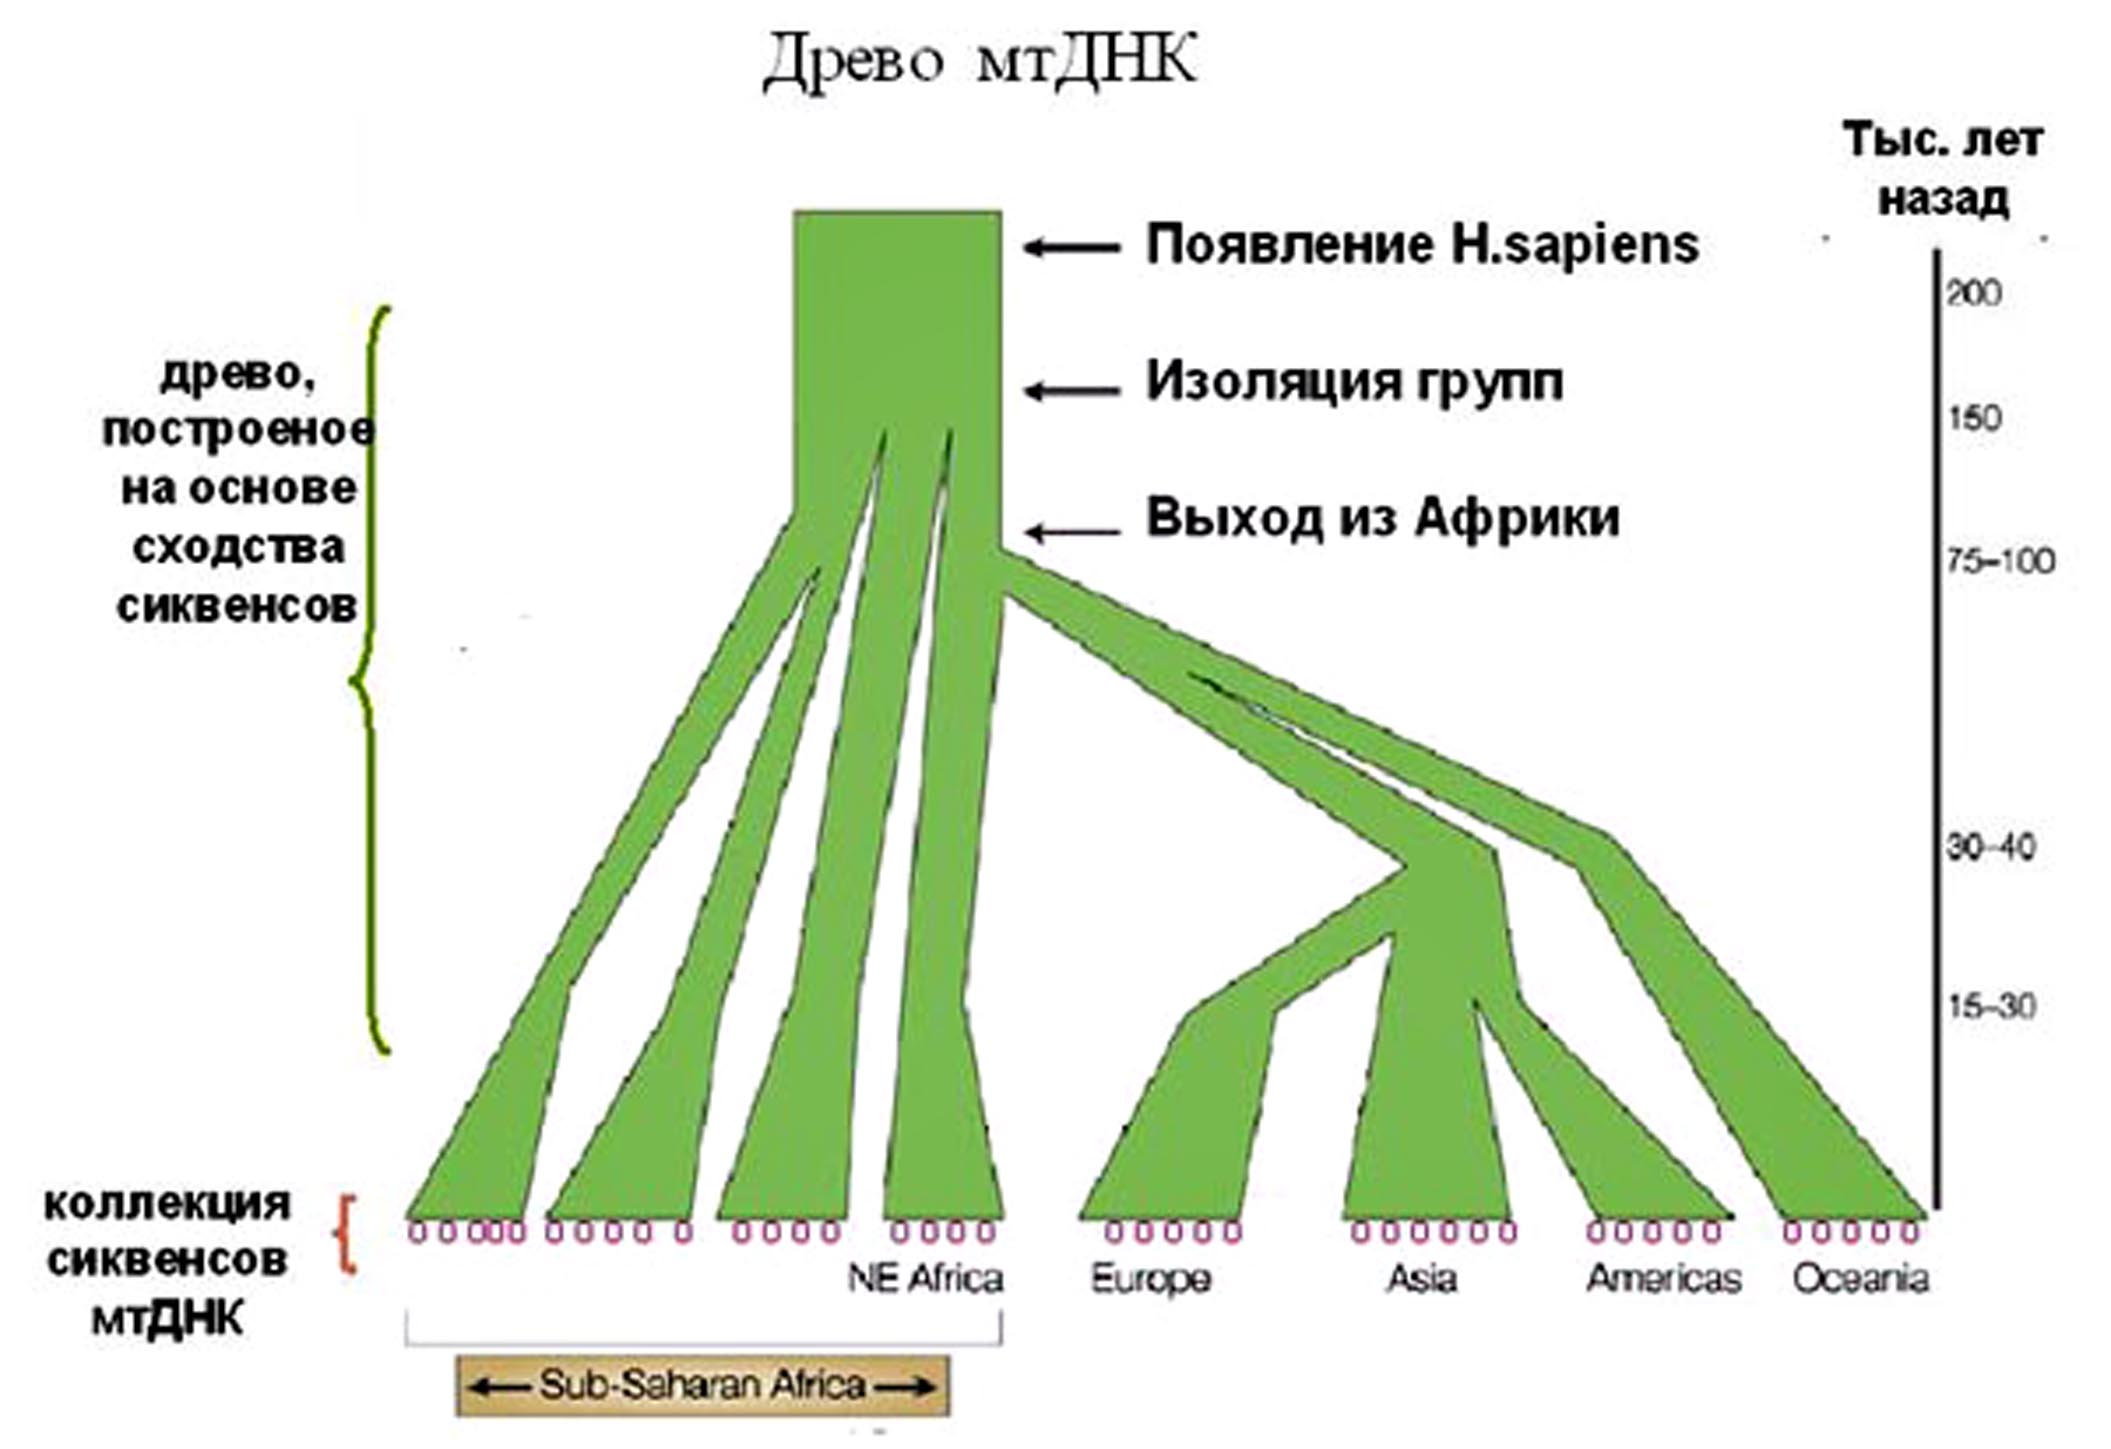 Древо мтДНК
Тыс. лет
назад
Появление H.sapiens
200
древо,
построеное
на основе
сходства
сиквенсов
Изоляция групп
150
Выход из Африки
75–100
30–40
15–30
коллекция
сиквенсов
мтДНК
NE Africa
Europe
Asia
Americas
Oceania
Sub-Saharan Africa